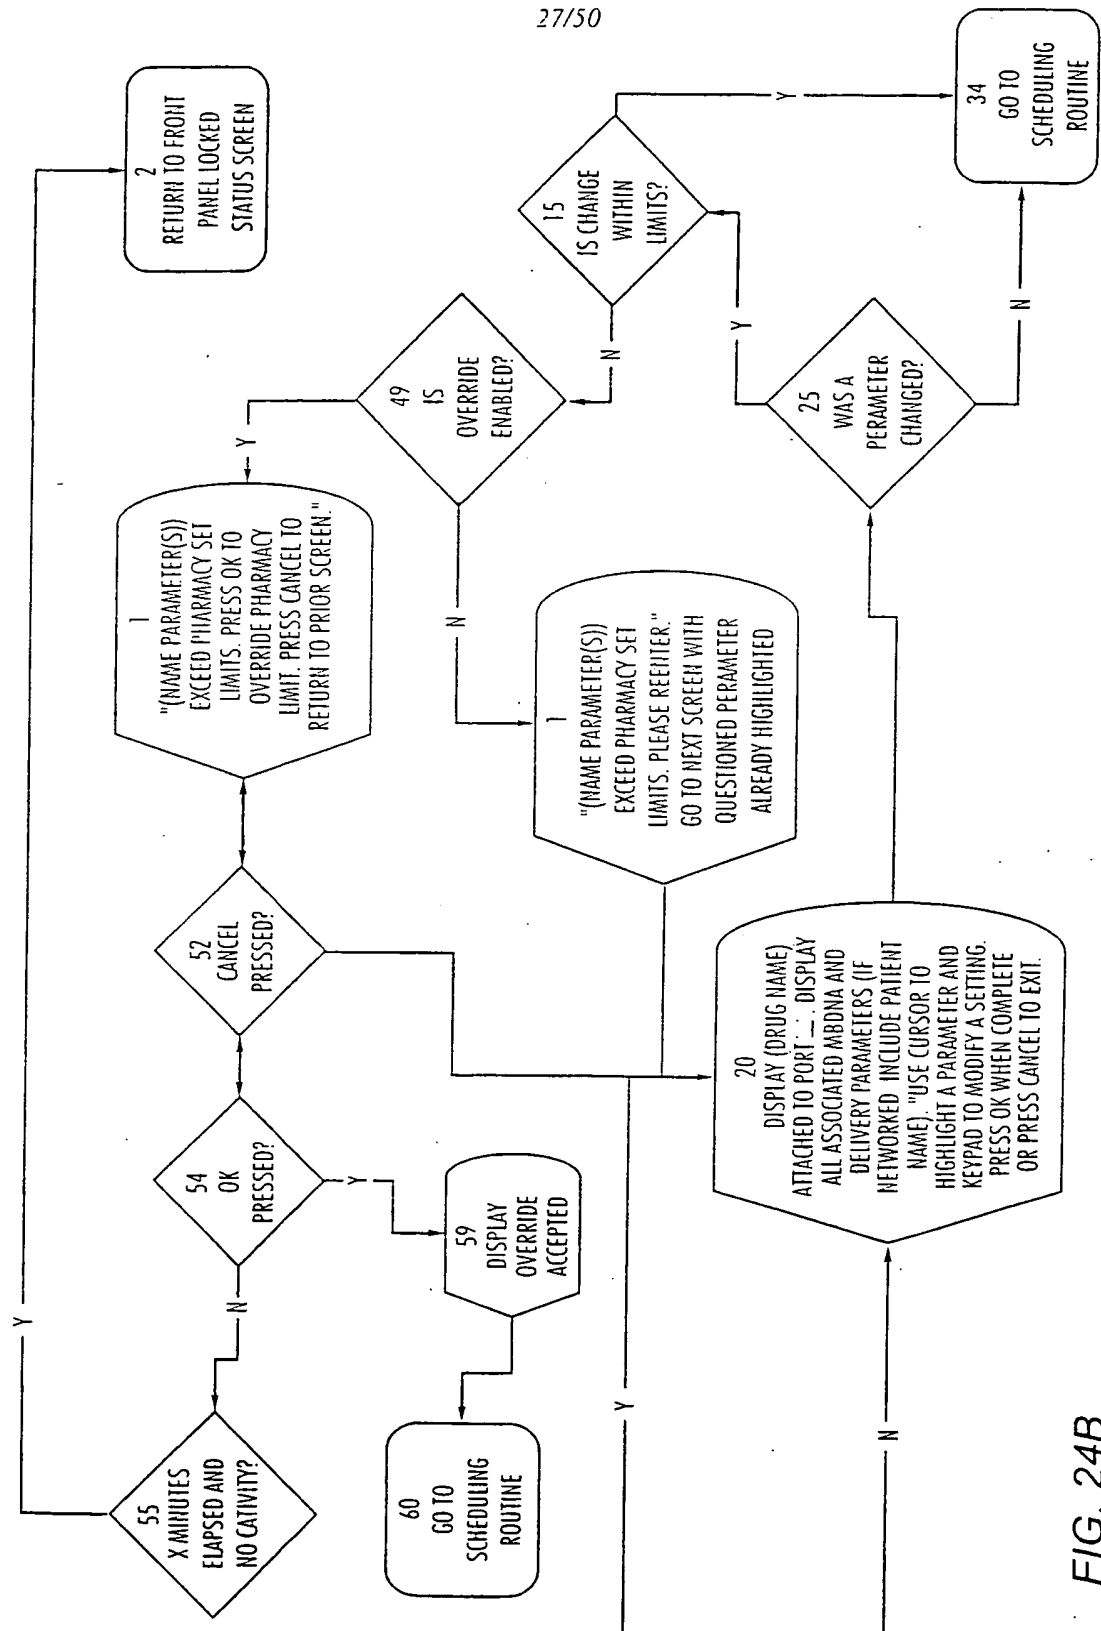 27/50
2
RETURN TO FRONT
PANEL LOCKED
STATUS SCREEN
Y
55
X MINUTES
ELAPSED AND
NO CATIVITY?
N
54
OK
PRESSED?
Y
52
CANCEL
PRESSED?
1
"(NAME PARAMETER(S))
EXCEED PHARMACY SET
LIMITS. PRESS OK TO
OVERRIDE PHARMACY
LIMIT. PRESS CANCEL TO
RETURN TO PRIOR SCREEN."
Y
49
IS
OVERRIDE
ENABLED?
N
N
15
IS CHANGE
WITHIN
LIMITS?
Y
60
GO TO
SCHEDULING
ROUTINE
59
DISPLAY
OVERRIDE
ACCEPTED
1
"(NAME PARAMETER(S))
EXCEED PHARMACY SET
LIMITS. PLEASE REENTER."
GO TO NEXT SCREEN WITH
QUESTIONED PERAMETER
ALREADY HIGHLIGHTED
Y
20
DISPLAY (DRUG NAME)
ATTACHED TO PORT __. DISPLAY
ALL ASSOCIATED MBDNA AND
DELIVERY PARAMETERS (IF
NETWORKED INCLUDE PATIENT
NAME). "USE CURSOR TO
HIGHLIGHT A PARAMETER AND
KEYPAD TO MODIFY A SETTING.
PRESS OK WHEN COMPLETE
OR PRESS CANCEL TO EXIT.
N
25
WAS A
PERAMETER
CHANGED?
Y
N
34
GO TO
SCHEDULING
ROUTINE
FIG. 24B